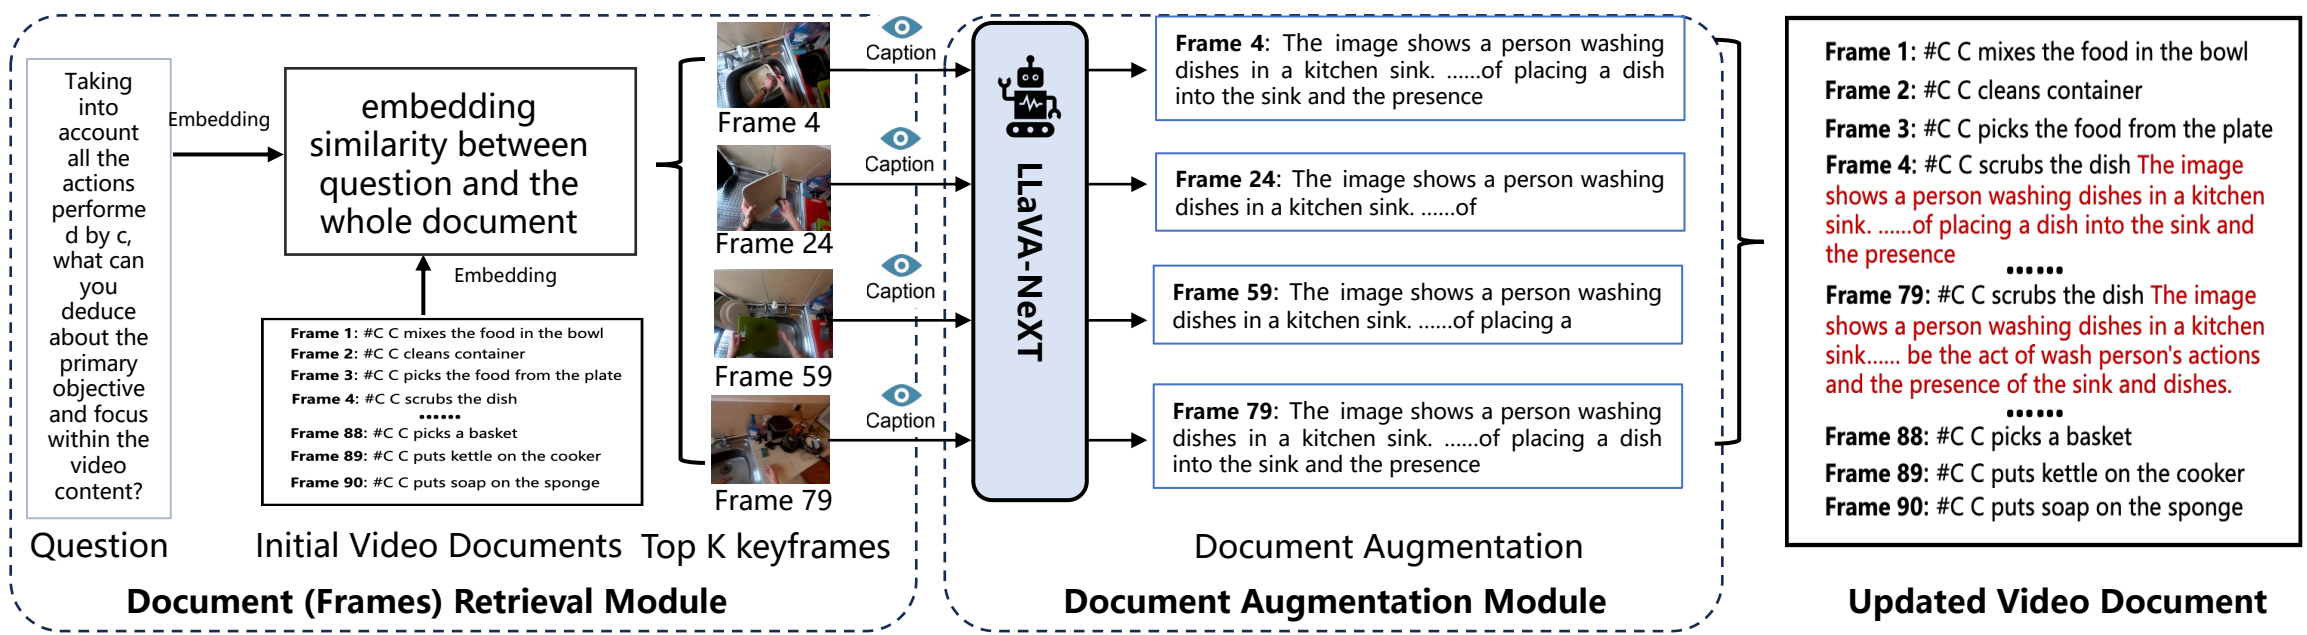 Taking
into
account
all the
actions
performe
d by c,
what can
you
deduce
about the
primary
objective
and focus
within the
video
content?
Question
Embedding
embedding
similarity between
question and the
whole document
Embedding
Frame 1: #C C mixes the food in the bowl
Frame 2: #C C cleans container
Frame 3: #C C picks the food from the plate
Frame 4: #C C scrubs the dish
......
Frame 88: #C C picks a basket
Frame 89: #C C puts kettle on the cooker
Frame 90: #C C puts soap on the sponge
Initial Video Documents
Frame 4
Frame 24
Frame 59
Frame 79
Top K keyframes
Document (Frames) Retrieval Module
Caption
Caption
Caption
Caption
LLaVA-NeXT
Frame 4: The image shows a person washing
dishes in a kitchen sink. ......of placing a dish
into the sink and the presence
Frame 24: The image shows a person washing
dishes in a kitchen sink. ......of
Frame 59: The image shows a person washing
dishes in a kitchen sink. ......of placing a
Frame 79: The image shows a person washing
dishes in a kitchen sink. ......of placing a dish
into the sink and the presence
Document Augmentation
Document Augmentation Module
Frame 1: #C C mixes the food in the bowl
Frame 2: #C C cleans container
Frame 3: #C C picks the food from the plate
Frame 4: #C C scrubs the dish The image
shows a person washing dishes in a kitchen
sink. ......of placing a dish into the sink and
the presence
......
Frame 79: #C C scrubs the dish The image
shows a person washing dishes in a kitchen
sink...... be the act of wash person's actions
and the presence of the sink and dishes.
......
Frame 88: #C C picks a basket
Frame 89: #C C puts kettle on the cooker
Frame 90: #C C puts soap on the sponge
Updated Video Document